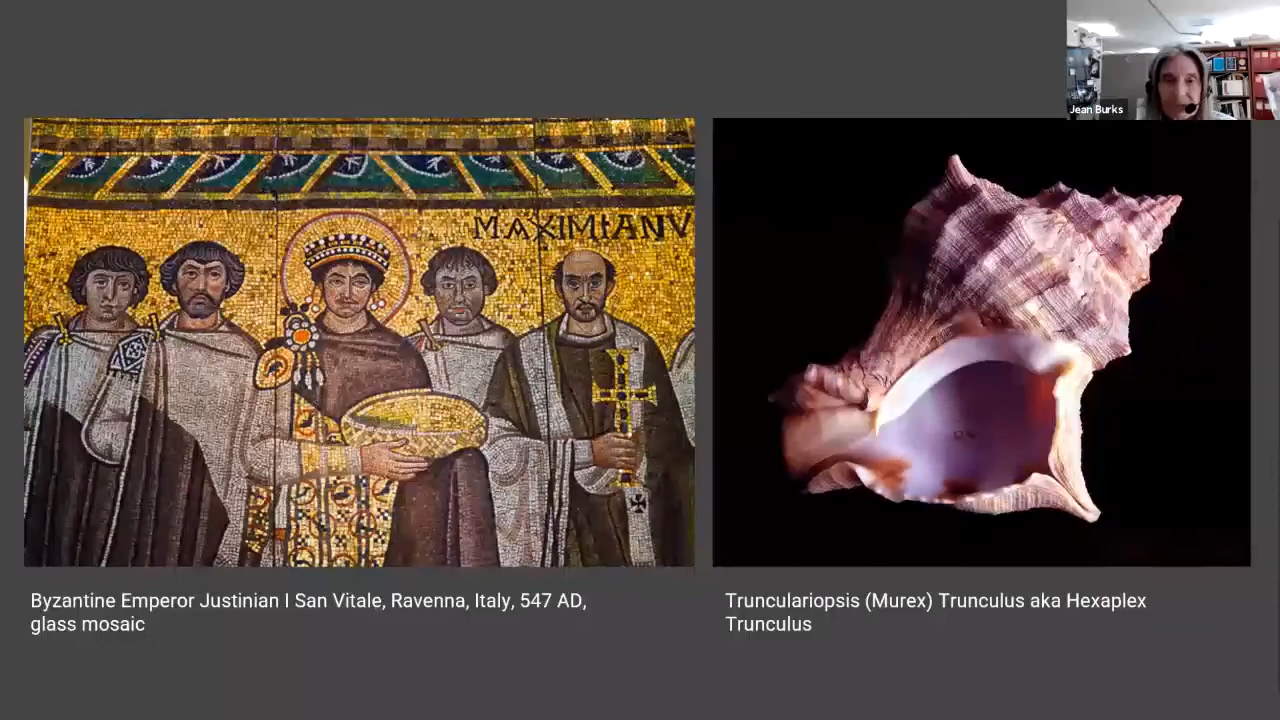 Jean Burks
MAXIMIANV
Byzantine Emperor Justinian I San Vitale, Ravenna, Italy, 547 AD,
glass mosaic
Trunculariopsis (Murex) Trunculus aka Hexaplex
Trunculus